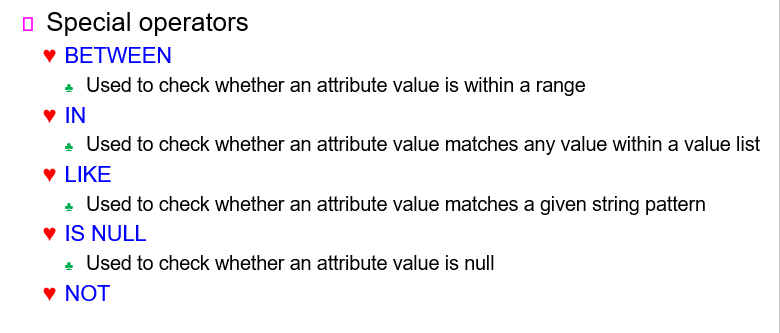 Special operators
BETWEEN
Used to check whether an attribute value is within a range
IN
Used to check whether an attribute value matches any value within a value list
LIKE
Used to check whether an attribute value matches a given string pattern
IS NULL
Used to check whether an attribute value is null
NOT